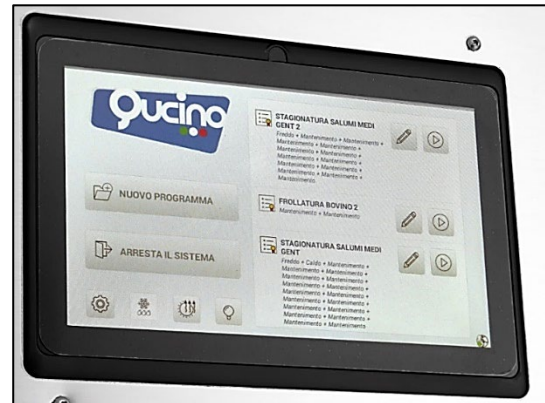 Qucino
NUOVO PROGRAMMA
ARRESTA IL SISTEMA
STAGIONATURA SALUMI MEDI
GENT 2
Freddo + Mantenimento + Mantenimento +
Mantenimento + Mantenimento +
Mantenimento + Mantenimento +
Mantenimento + Mantenimento +
Mantenimento + Mantenimento +
Mantenimento + Mantenimento +
Mantenimento
FROLLATURA BOVINO 2
Mantenimento + Mantenimento
STAGIONATURA SALUMI MEDI
GENT
Freddo + Caldo + Mantenimento +
Mantenimento + Mantenimento +
Mantenimento + Mantenimento +
Mantenimento + Mantenimento +
Mantenimento + Mantenimento +
Mantenimento + Mantenimento +
Mantenimento + Mantenimento +
Mantenimento + Mantenimento +
Mantenimento + Mantenimento